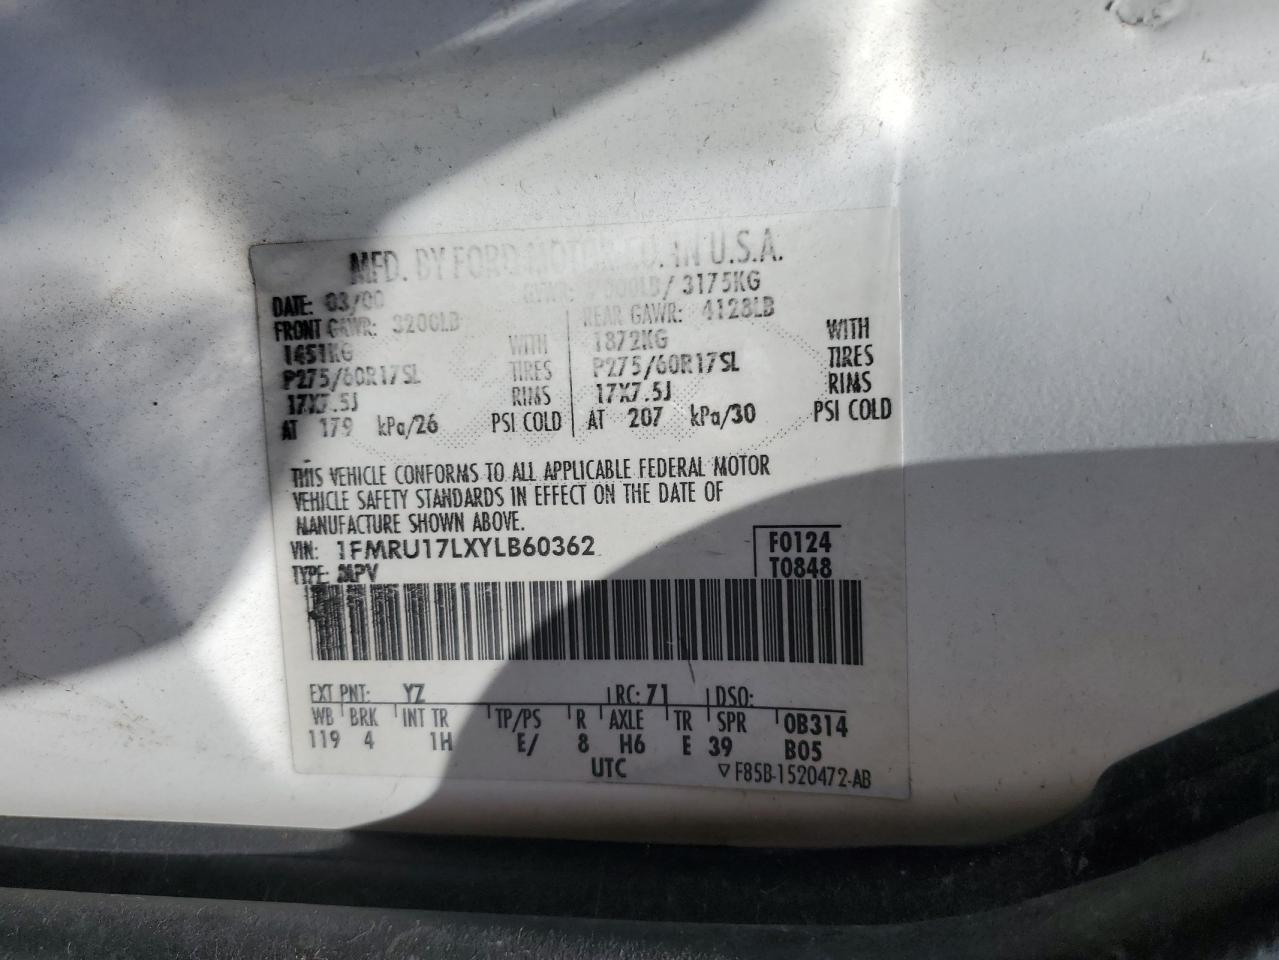 MFD. BY FORD MOTOR CO. IN U.S.A.
DATE: 03/00 GVWR: 7000LB/ 3175KG
FRONT GAWR: 3200LB REAR GAWR: 4128LB
1451KG WITH 1872KG WITH
P275/60R17SL TIRES P275/60R17SL TIRES
17X7.5J RIMS 17X7.5J RIMS
AT 179 kPa/26 PSI COLD AT 207 kPa/30 PSI COLD
THIS VEHICLE CONFORMS TO ALL APPLICABLE FEDERAL MOTOR
VEHICLE SAFETY STANDARDS IN EFFECT ON THE DATE OF
MANUFACTURE SHOWN ABOVE.
VIN: 1FMRU17LXYLB60362 F0124
TYPE: MPV T0848
EXT PNT: YZ RC: 71 DSO:
WB BRK INT TR TP/PS R AXLE TR SPR 0B314
119 4 1H E/ 8 H6 E 39 B05
UTC ▽F85B-1520472-AB